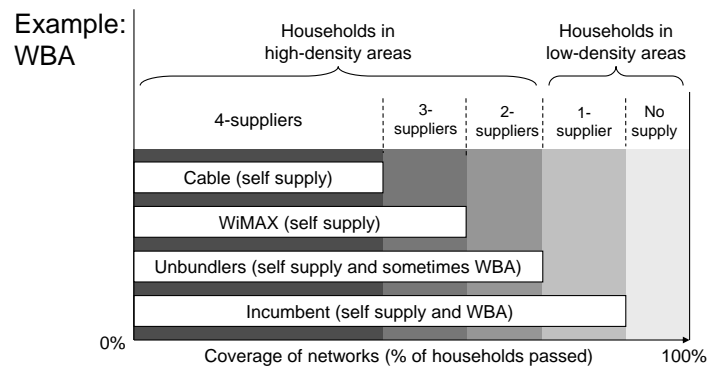 Example:
WBA
Households in
high-density areas
Households in
low-density areas
4-suppliers
3-
suppliers
2-
suppliers
1-
supplier
No
supply
Cable (self supply)
WiMAX (self supply)
Unbundlers (self supply and sometimes WBA)
Incumbent (self supply and WBA)
0%
Coverage of networks (% of households passed)
100%